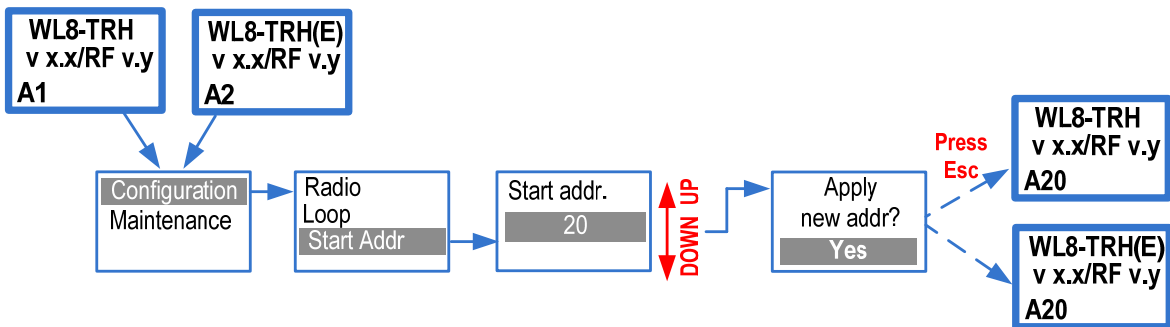 WL8-TRH
v x.x/RF v.y
A1
WL8-TRH(E)
v x.x/RF v.y
A2
Configuration
Maintenance
Radio
Loop
Start Addr
Start addr.
20
DOWN UP
Apply
new addr?
Yes
Press
Esc
WL8-TRH
v x.x/RF v.y
A20
WL8-TRH(E)
v x.x/RF v.y
A20